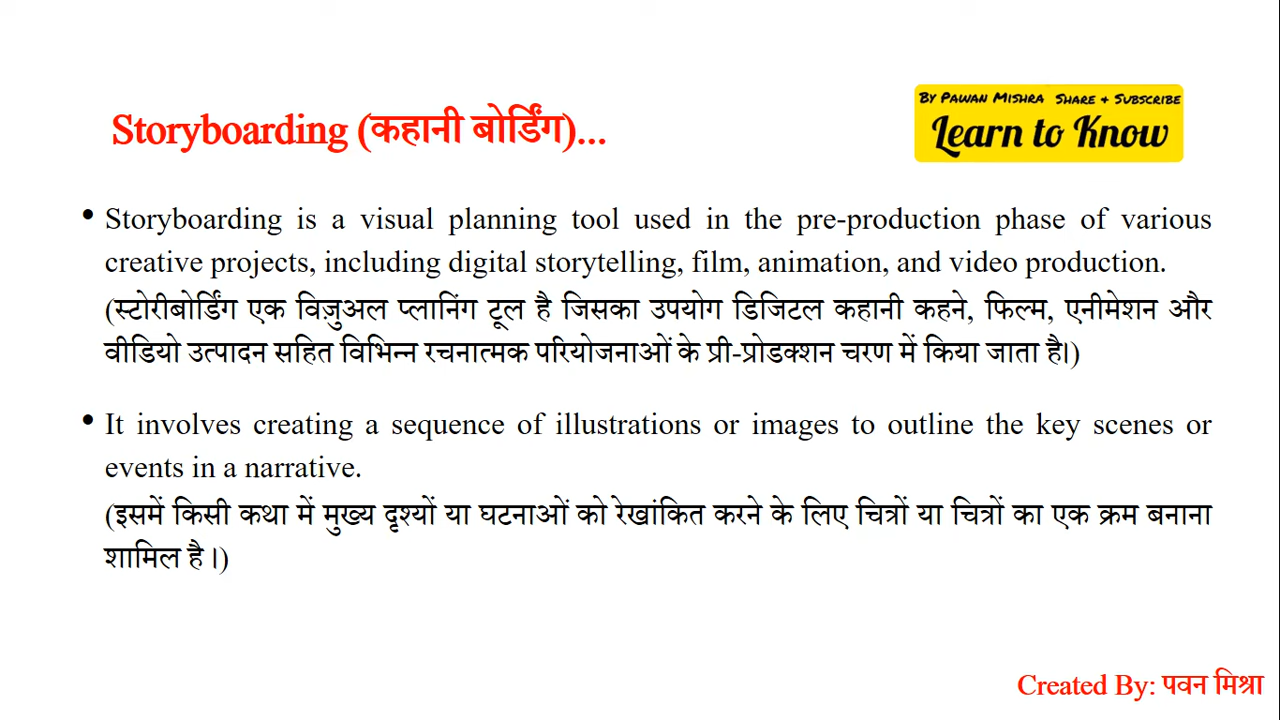 By Pawan Mishra Share & Subscribe
Learn to Know
Storyboarding (कहानी बोर्डिंग)...
• Storyboarding is a visual planning tool used in the pre-production phase of various
creative projects, including digital storytelling, film, animation, and video production.
(स्टोरीबोर्डिंग एक विज़ुअल प्लानिंग टूल है जिसका उपयोग डिजिटल कहानी कहने, फिल्म, एनीमेशन और
वीडियो उत्पादन सहित विभिन्न रचनात्मक परियोजनाओं के प्री-प्रोडक्शन चरण में किया जाता है।)
• It involves creating a sequence of illustrations or images to outline the key scenes or
events in a narrative.
(इसमें किसी कथा में मुख्य दृश्यों या घटनाओं को रेखांकित करने के लिए चित्रों या चित्रों का एक क्रम बनाना
शामिल है ।)
Created By: पवन मिश्रा